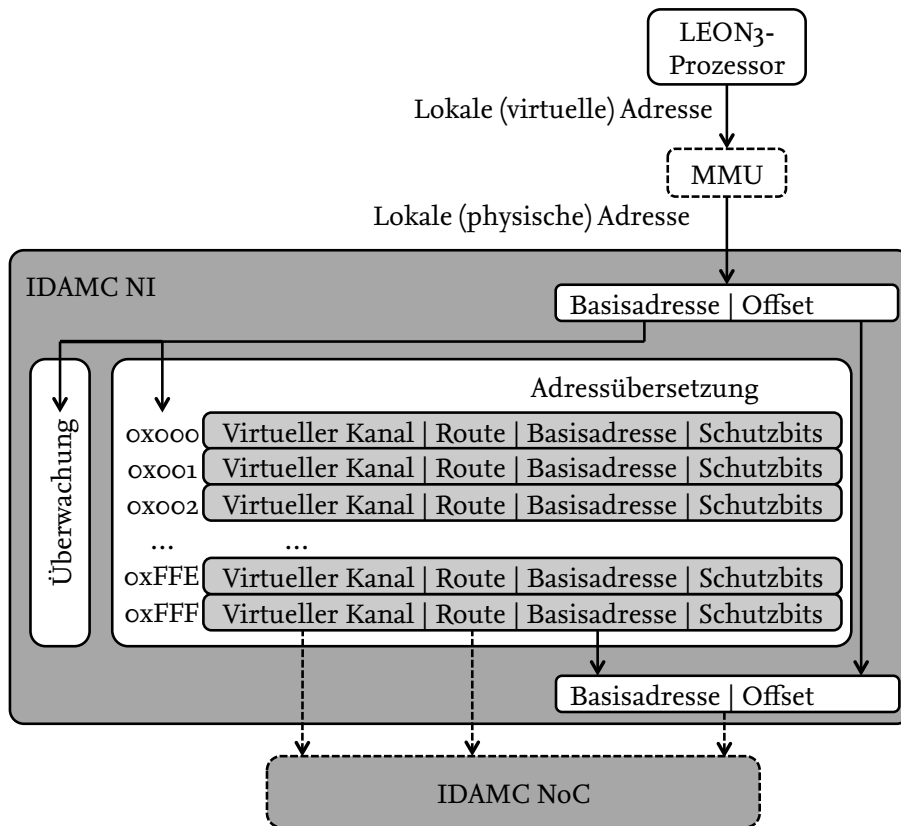 LEON3-
Prozessor
Lokale (virtuelle) Adresse
MMU
Lokale (physische) Adresse
IDAMC NI
Basisadresse | Offset
Überwachung
Adressübersetzung
0x000 Virtueller Kanal | Route | Basisadresse | Schutzbits
0x001 Virtueller Kanal | Route | Basisadresse | Schutzbits
0x002 Virtueller Kanal | Route | Basisadresse | Schutzbits
... ...
0xFFE Virtueller Kanal | Route | Basisadresse | Schutzbits
0xFFF Virtueller Kanal | Route | Basisadresse | Schutzbits
Basisadresse | Offset
IDAMC NoC